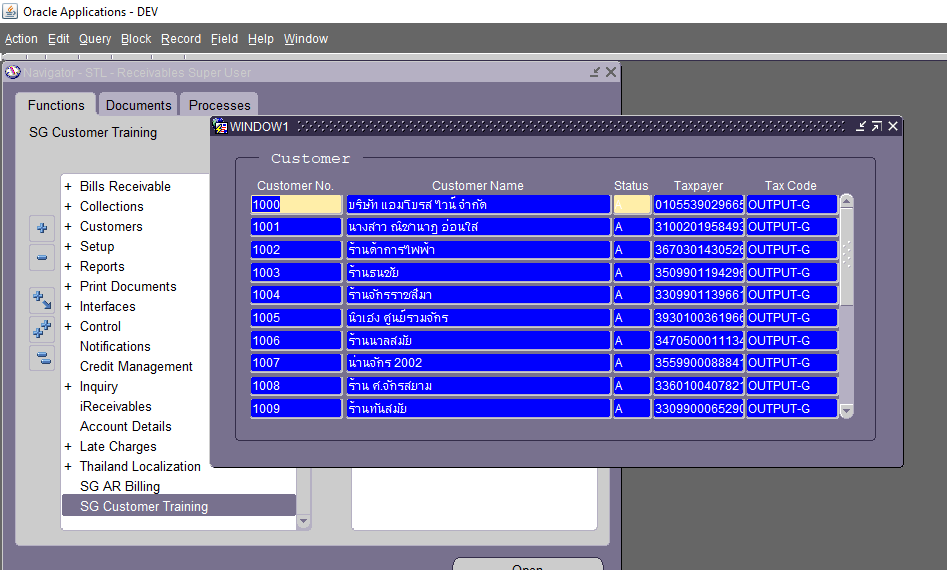 Oracle Applications - DEV
Action Edit Query Block Record Field Help Window
Navigator - STL - Receivables Super User
Functions Documents Processes
SG Customer Training
+ Bills Receivable
+ Collections
+ Customers
+ Setup
+ Reports
+ Print Documents
+ Interfaces
+ Control
Notifications
Credit Management
+ Inquiry
iReceivables
Account Details
+ Late Charges
+ Thailand Localization
SG AR Billing
SG Customer Training
WINDOW1
Customer
Customer No. Customer Name Status Taxpayer Tax Code
1000 บริษัท แอมโบรส ไวน์ จำกัด A 0105539029665 OUTPUT-G
1001 นางสาว ณิชานาฏ อ่อนใส A 3100201958493 OUTPUT-G
1002 ร้านดำการไฟฟ้า A 3670301430526 OUTPUT-G
1003 ร้านธนชัย A 3509901194296 OUTPUT-G
1004 ร้านจักรราชสีมา A 3309901139661 OUTPUT-G
1005 นิวเฮง ศูนย์รวมจักร A 3930100361966 OUTPUT-G
1006 ร้านนวลสมัย A 3470500011134 OUTPUT-G
1007 น่านจักร 2002 A 3559900088841 OUTPUT-G
1008 ร้าน ศ.จักรสยาม A 3360100407821 OUTPUT-G
1009 ร้านทันสมัย A 3309900065290 OUTPUT-G
Open